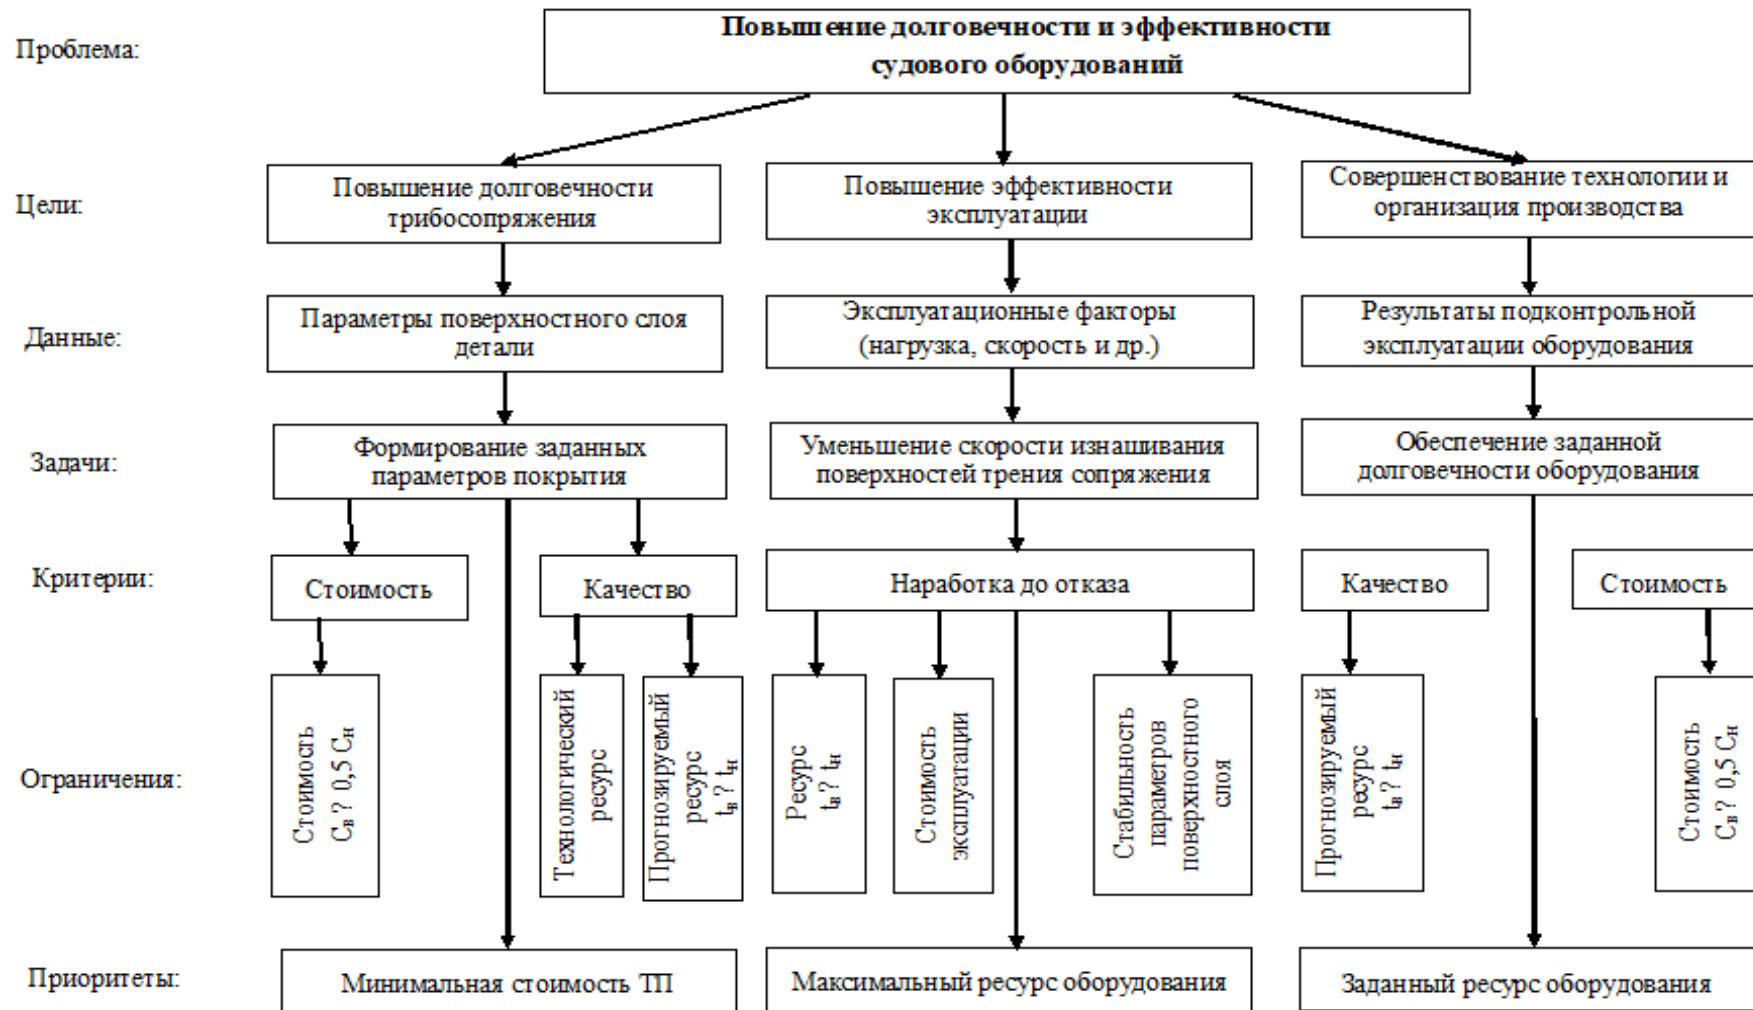 Проблема:
Повышение долговечности и эффективности
судового оборудований
Цели:
Повышение долговечности
трибосопряжения
Повышение эффективности
эксплуатации
Совершенствование технологии и
организация производства
Данные:
Параметры поверхностного слоя
детали
Эксплуатационные факторы
(нагрузка, скорость и др.)
Результаты подконтрольной
эксплуатации оборудования
Задачи:
Формирование заданных
параметров покрытия
Уменьшение скорости изнашивания
поверхностей трения сопряжения
Обеспечение заданной
долговечности оборудования
Критерии:
Стоимость
Качество
Наработка до отказа
Качество
Стоимость
Ограничения:
Стоимость
Св ? 0,5 Сн
Технологический
ресурс
Прогнозируемый
ресурс
tв ? tн
Ресурс
tв ? tн
Стоимость
эксплуатации
Стабильность
параметров
поверхностного
слоя
Прогнозируемый
ресурс
tв ? tн
Стоимость
Св ? 0,5 Сн
Приоритеты:
Минимальная стоимость ТП
Максимальный ресурс оборудования
Заданный ресурс оборудования